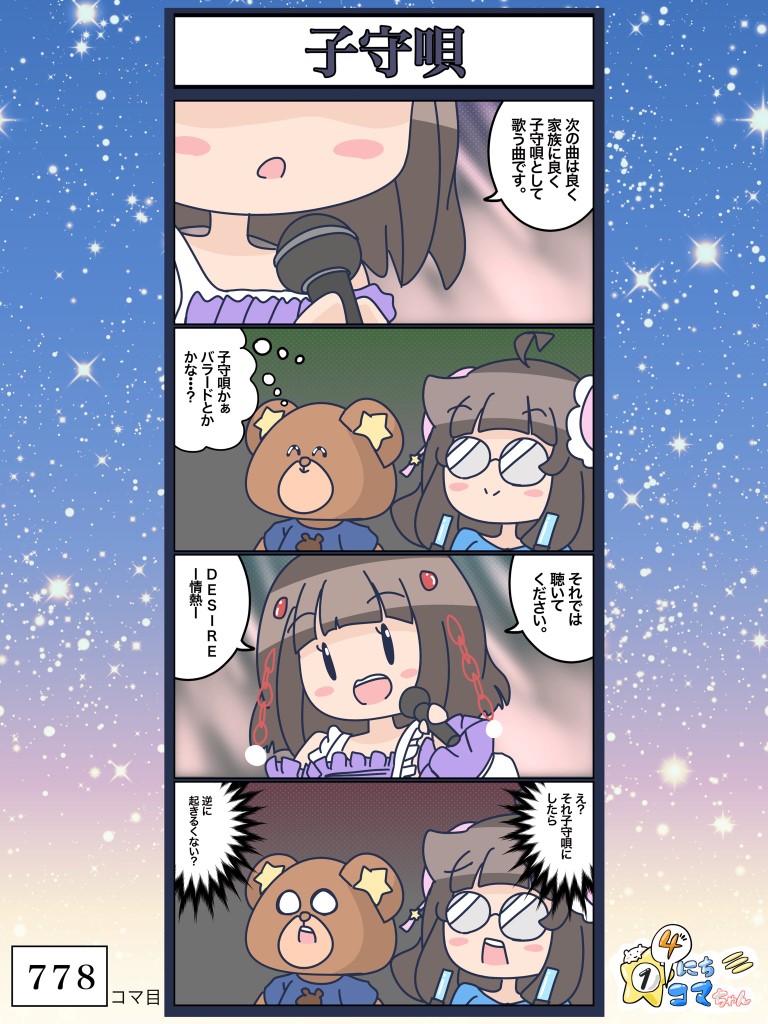 子守唄
次の曲は良く
家族に良く
子守唄として
歌う曲です。
子守唄かぁ
バラードとか
かな…?
それでは
聴いて
ください。
DESIRE
ー情熱ー
え?
それ子守唄に
したら
逆に
起きるくない?
778
コマ目
1
にち
4
コマ
ちゃん